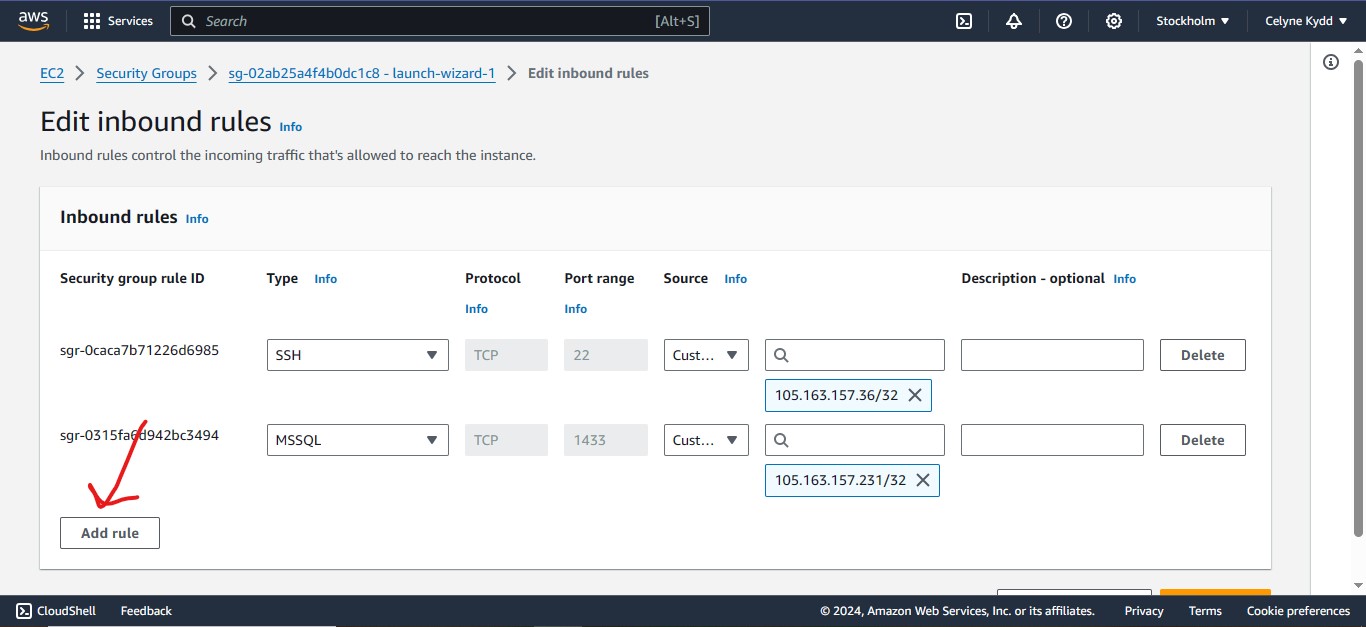 aws Services Search [Alt+S] Stockholm Celyne Kydd
EC2 Security Groups sg-02ab25a4f4b0dc1c8 - launch-wizard-1 Edit inbound rules
Edit inbound rules Info
Inbound rules control the incoming traffic that's allowed to reach the instance.
Inbound rules Info
Security group rule ID Type Info Protocol Info Port range Info Source Info Description - optional Info
sgr-0caca7b71226d6985 SSH TCP 22 Cust... Delete
105.163.157.36/32
sgr-0315fa6d942bc3494 MSSQL TCP 1433 Cust... Delete
105.163.157.231/32
Add rule
CloudShell Feedback © 2024, Amazon Web Services, Inc. or its affiliates. Privacy Terms Cookie preferences